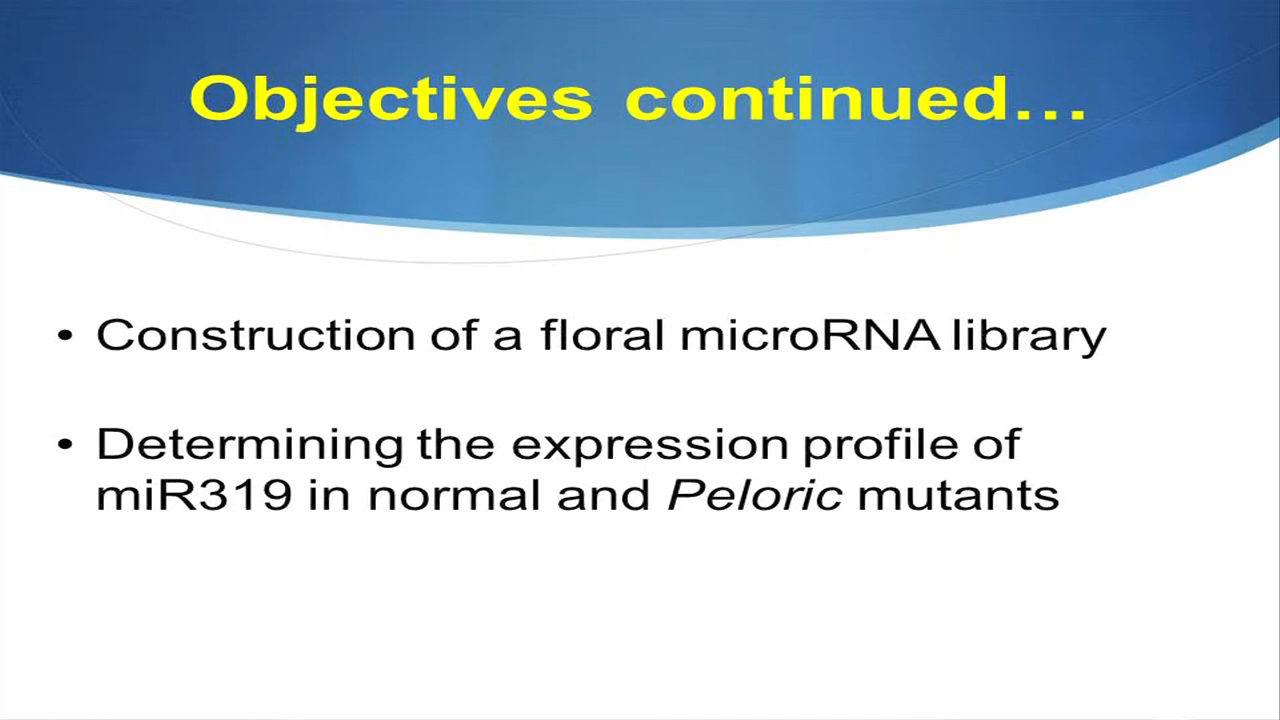 Objectives continued…
• Construction of a floral microRNA library
• Determining the expression profile of
miR319 in normal and Peloric mutants